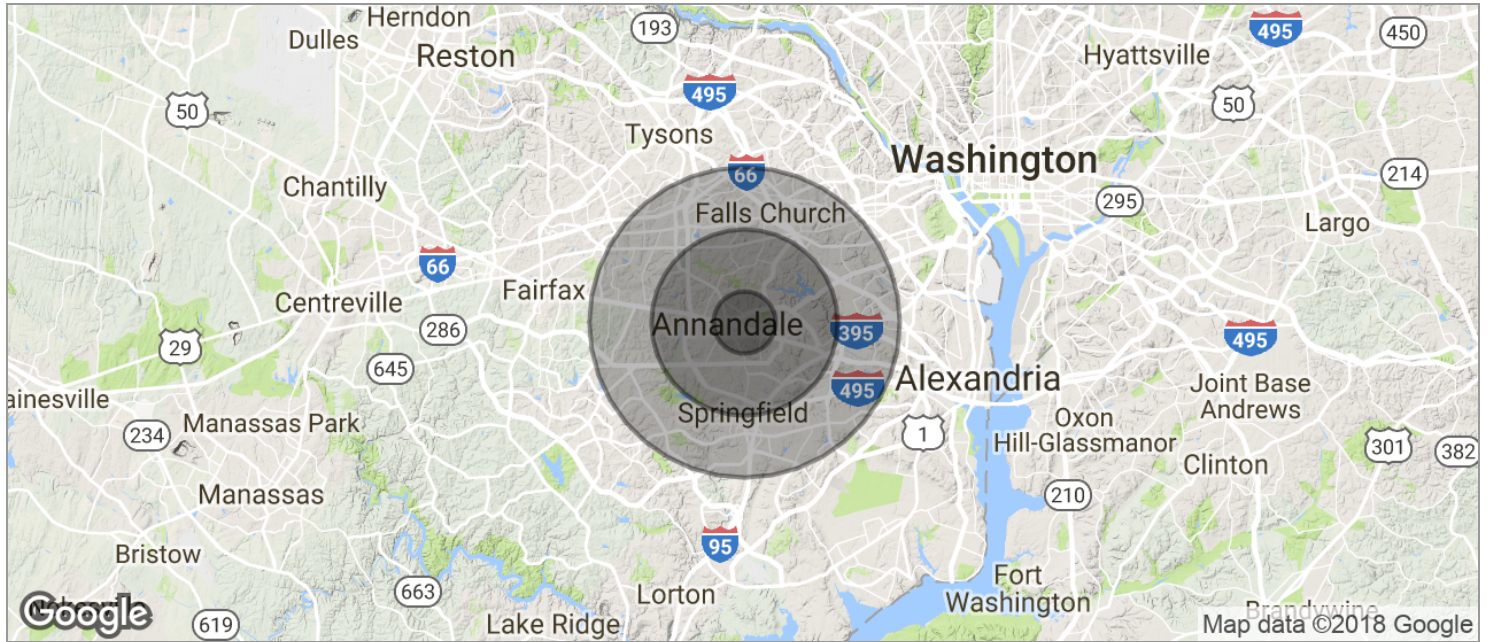 Herndon
193
495
450
Dulles
Reston
Hyattsville
495
50
50
Tysons
Washington
66
214
Chantilly
295
Falls Church
Largo
66
Fairfax
Centreville
Annandale
286
395
495
29
645
Alexandria
495
Joint Base
Andrews
ainesville
Springfield
Oxon
Hill-Glassmanor
Manassas Park
234
1
301
382
Clinton
Manassas
210
95
Bristow
Fort
Washington
663
Lorton
Google
619
Lake Ridge
Brandywine
Map data ©2018 Google